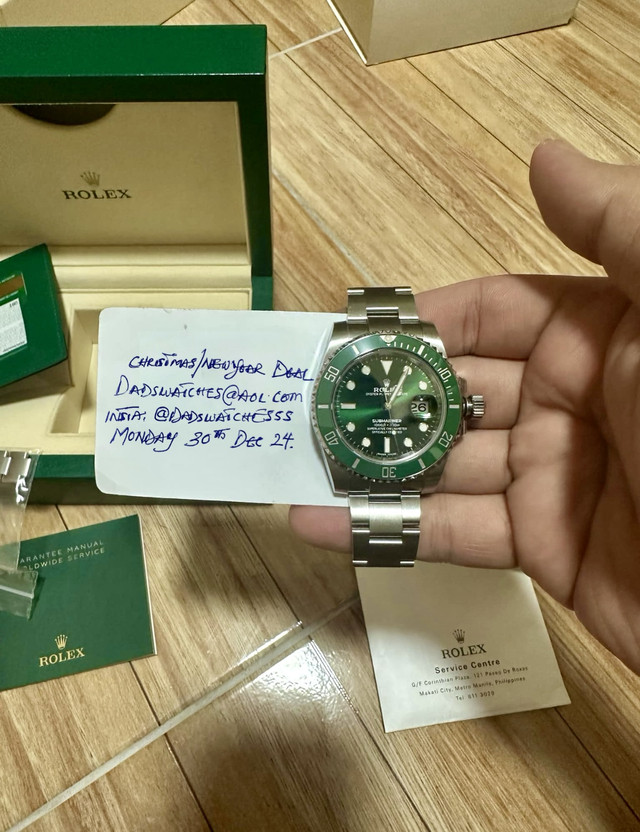 ROLEX
CHRISTMAS/NEWYEAR DEAL
DADSWATCHES@AOL.COM
INSTA. @DADSWATCHESSS
MONDAY 30TH DEC 24.
ROLEX
SUBMARINER
26
50
40
30
20
ARANTEE MANUAL
LDWIDE SERVICE
ROLEX
ROLEX
Service Centre
G/F Corinthian Plaza, 121 Paseo De Roxas
Makati City, Metro Manila, Philippines